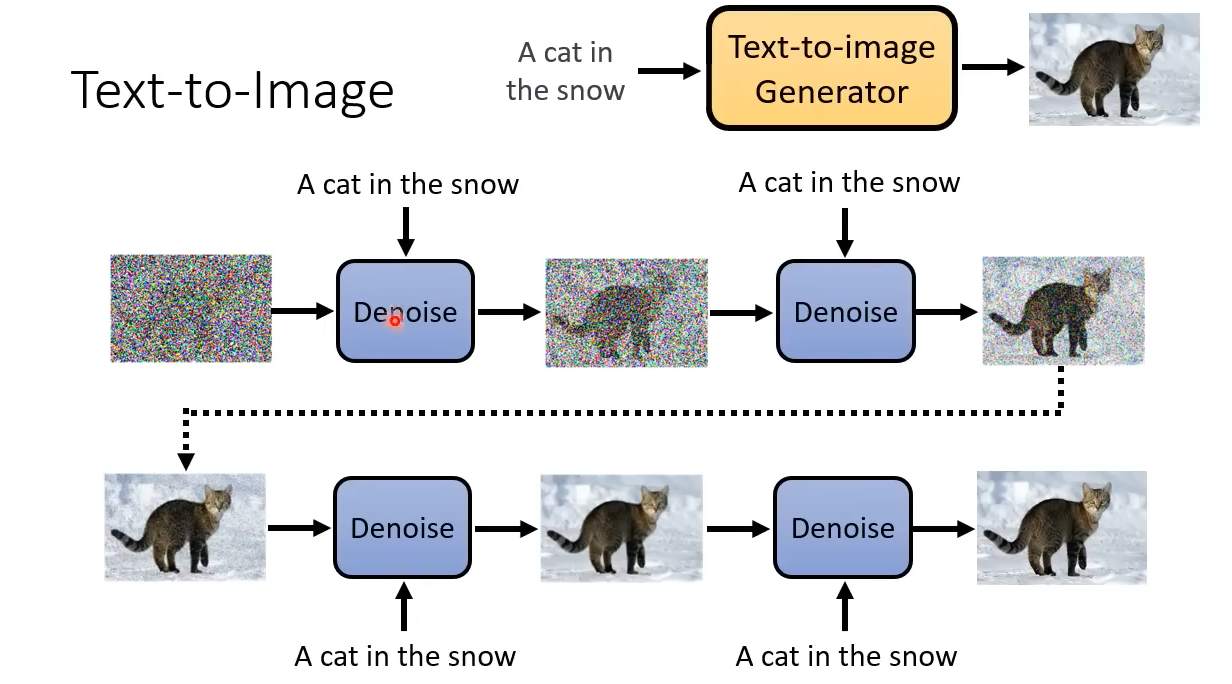 Text-to-Image
A cat in
the snow
Text-to-image
Generator
A cat in the snow
A cat in the snow
Denoise
Denoise
Denoise
Denoise
A cat in the snow
A cat in the snow